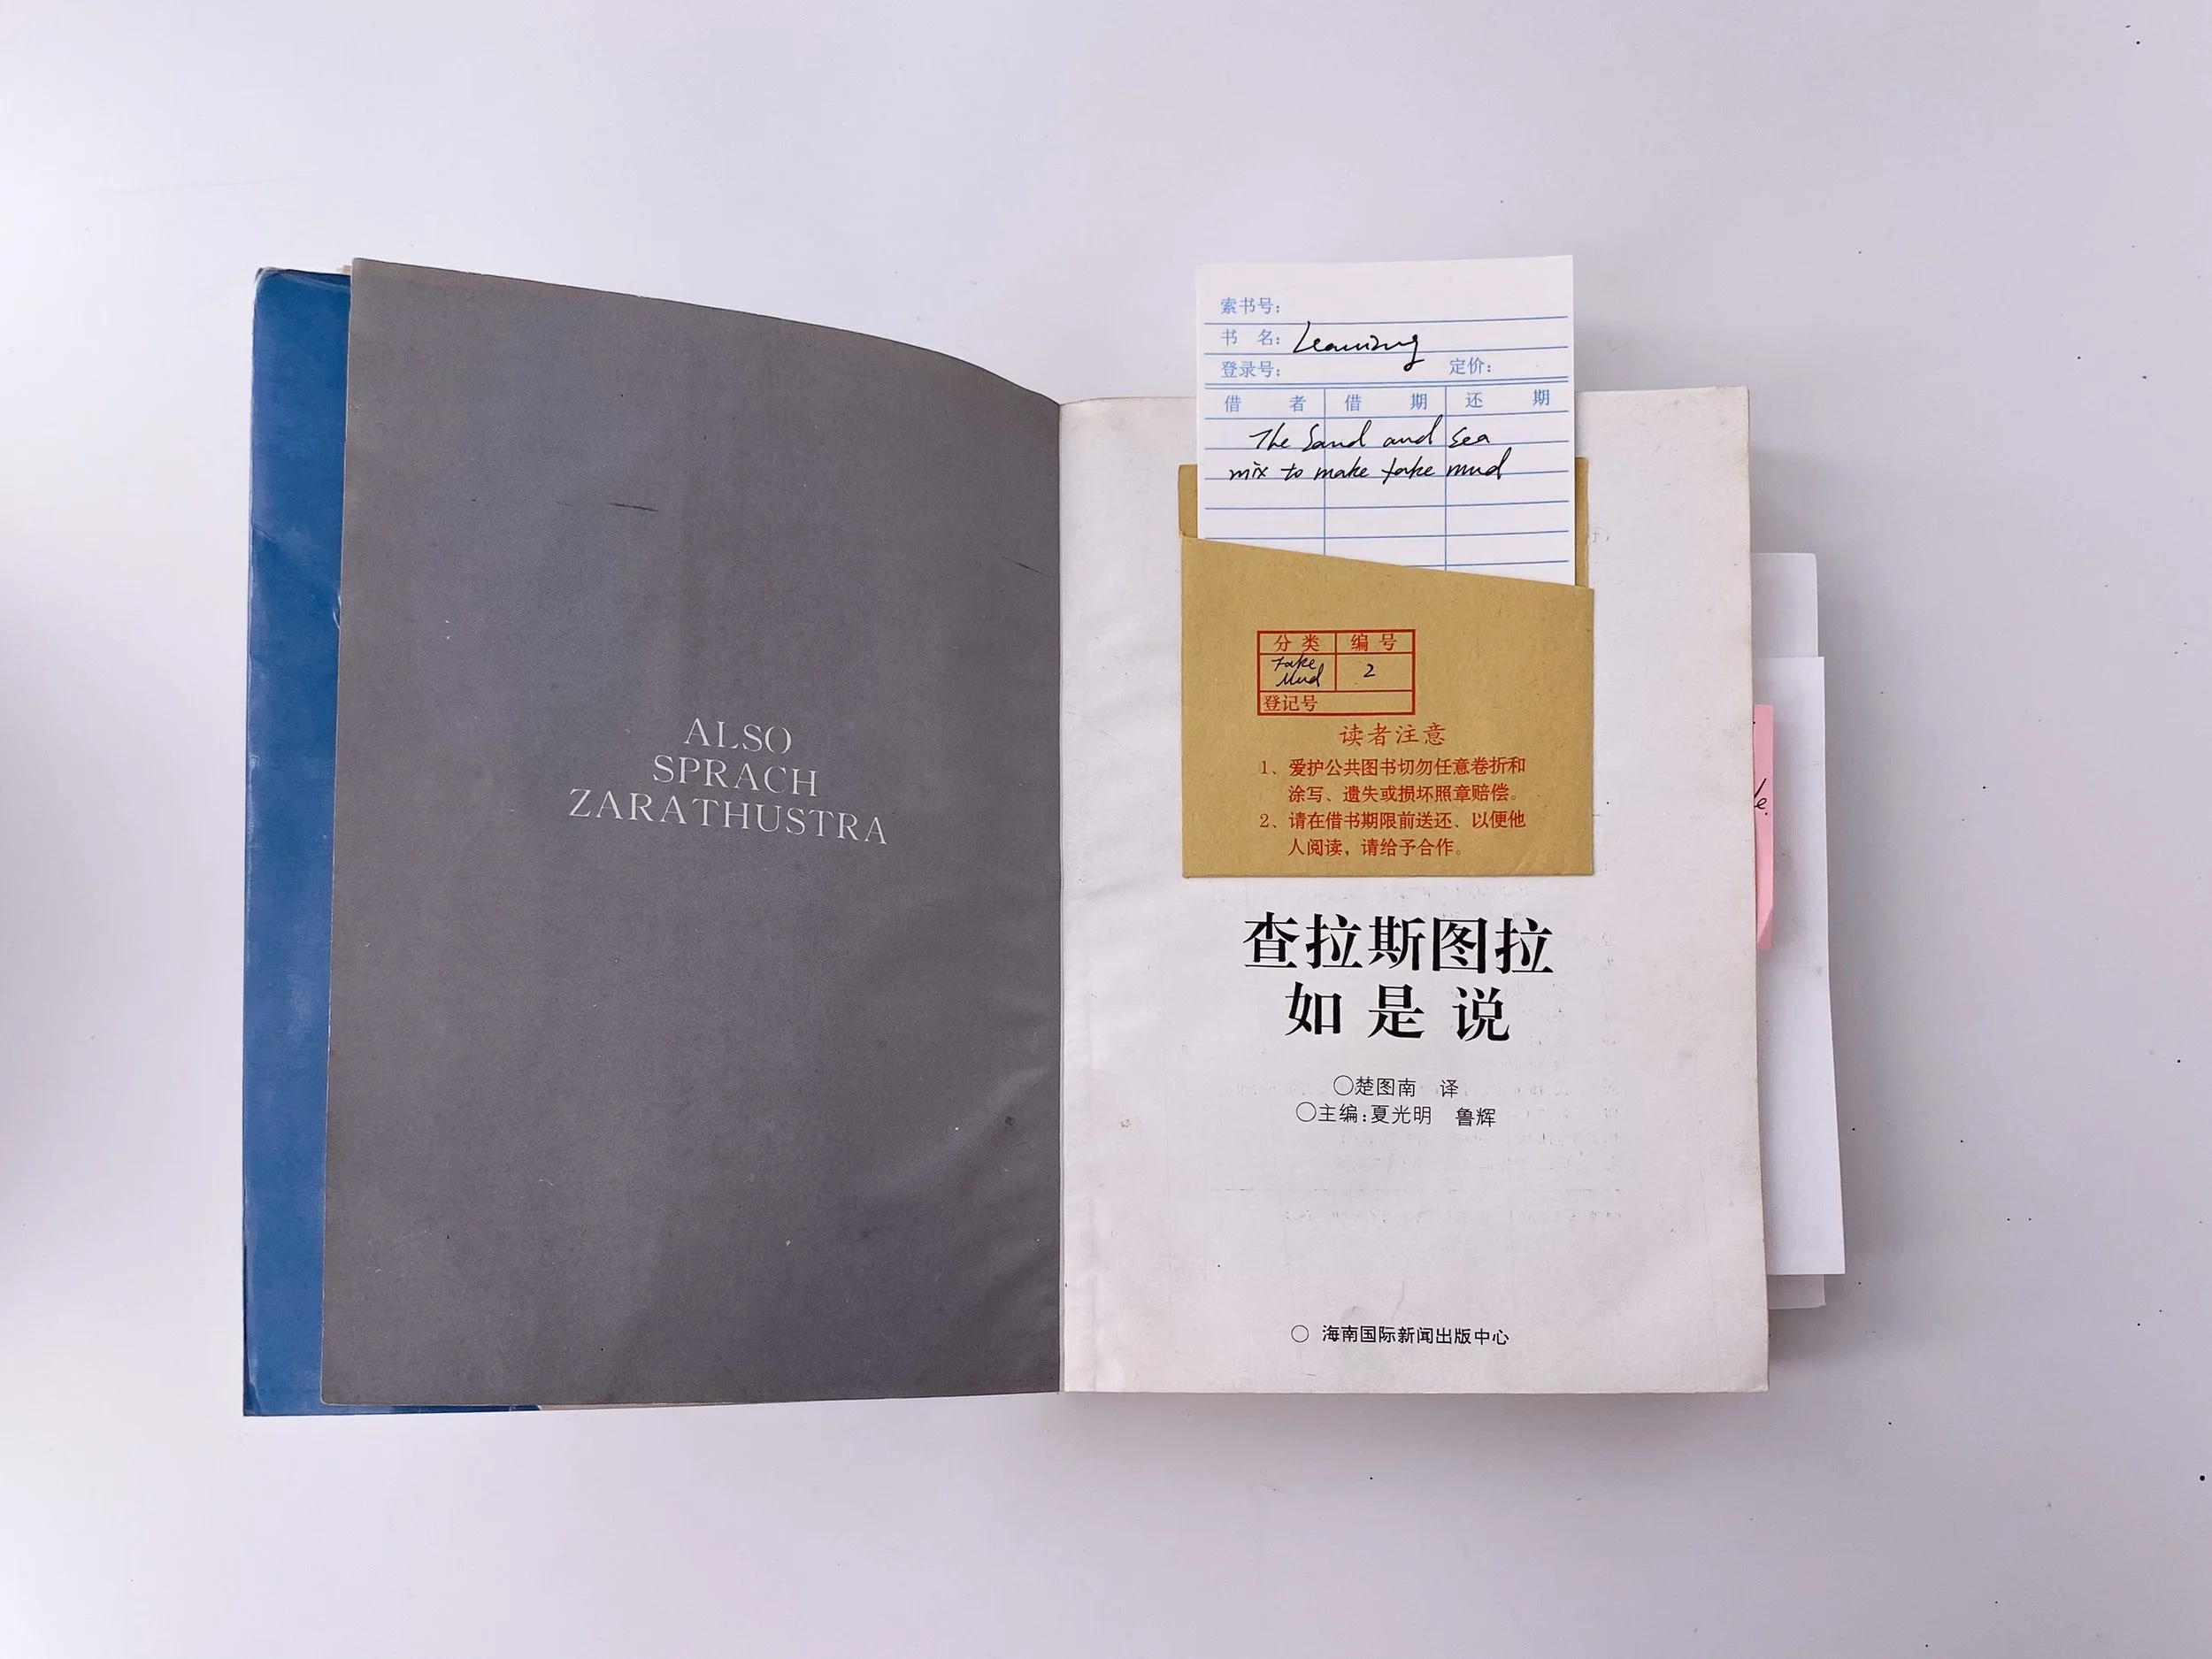 ALSO
SPRACH
ZARATHUSTRA
索书号:
书 名: Learning
登录号: 定价:
借 者 借 期 还 期
The Sand and Sea
mix to make fake mud
分类 编号
fake 2
Mud
登记号
读者注意
1、爱护公共图书切勿任意卷折和
涂写、遗失或损坏照章赔偿。
2、请在借书期限前送还、以便他
人阅读，请给予合作。
查拉斯图拉
如是说
○楚图南 译
○主编:夏光明 鲁辉
○ 海南国际新闻出版中心